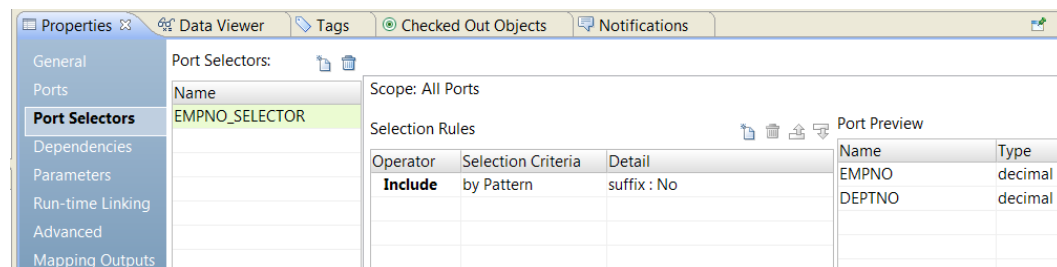 Properties Data Viewer Tags Checked Out Objects Notifications
General
Ports
Port Selectors
Dependencies
Parameters
Run-time Linking
Advanced
Mapping Outputs
Port Selectors:
Name
EMPNO_SELECTOR
Scope: All Ports
Selection Rules
Operator Selection Criteria Detail
Include by Pattern suffix : No
Port Preview
Name Type
EMPNO decimal
DEPTNO decimal